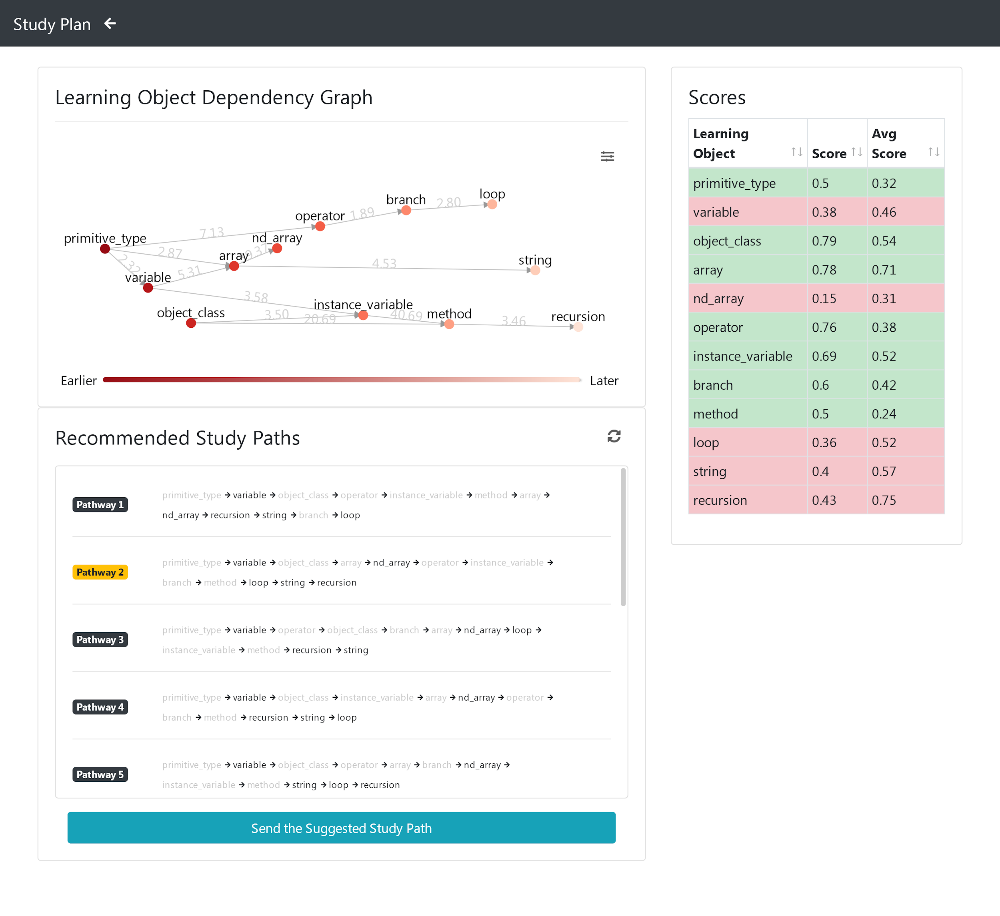 Study Plan
Learning Object Dependency Graph
loop
branch
2.80
operator
1.89
7.13
primitive_type
nd_array
2.87
array
9.37
string
4.53
2.32
variable
5.31
3.58
instance_variable
object_class
3.50
20.69
40.69
method
3.46
recursion
Earlier
Later
Recommended Study Paths
Pathway 1
primitive_type → variable → object_class → operator → instance_variable → method → array →
nd_array → recursion → string → branch → loop
Pathway 2
primitive_type → variable → object_class → array → nd_array → operator → instance_variable →
branch → method → loop → string → recursion
Pathway 3
primitive_type → variable → operator → object_class → branch → array → nd_array → loop →
instance_variable → method → recursion → string
Pathway 4
primitive_type → variable → object_class → instance_variable → array → nd_array → operator →
branch → method → recursion → string → loop
Pathway 5
primitive_type → variable → object_class → operator → array → branch → nd_array →
instance_variable → method → string → loop → recursion
Send the Suggested Study Path
Scores
Learning Object Score Avg Score
primitive_type 0.5 0.32
variable 0.38 0.46
object_class 0.79 0.54
array 0.78 0.71
nd_array 0.15 0.31
operator 0.76 0.38
instance_variable 0.69 0.52
branch 0.6 0.42
method 0.5 0.24
loop 0.36 0.52
string 0.4 0.57
recursion 0.43 0.75